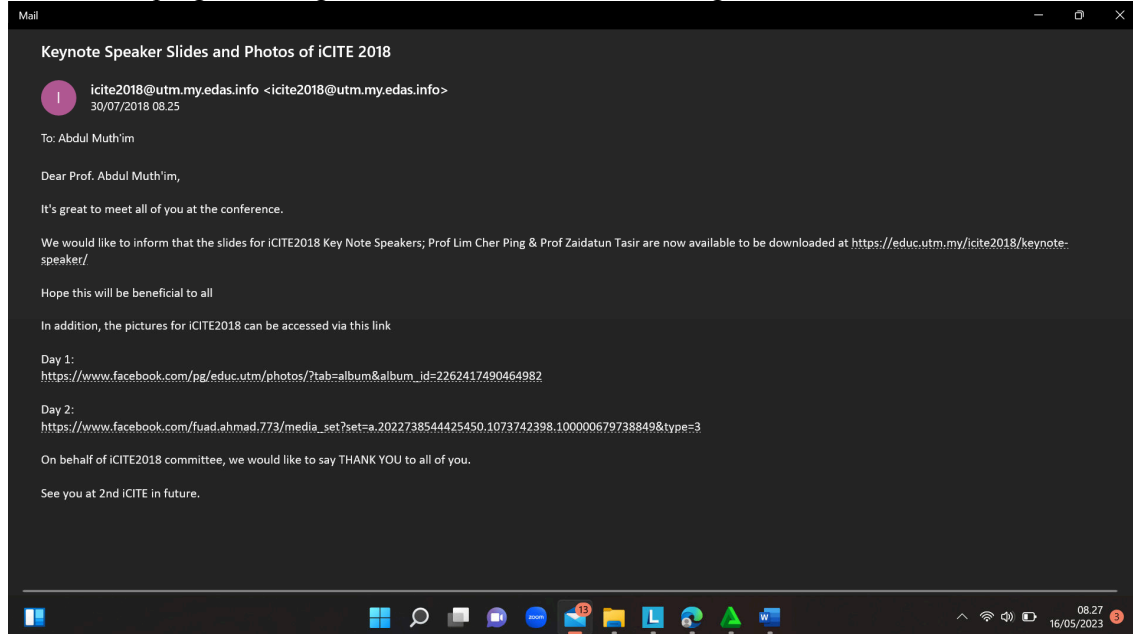 Mail
Keynote Speaker Slides and Photos of iCITE 2018
I
icite2018@utm.my.edas.info <icite2018@utm.my.edas.info>
30/07/2018 08.25
To: Abdul Muth'im
Dear Prof. Abdul Muth'im,
It's great to meet all of you at the conference.
We would like to inform that the slides for iCITE2018 Key Note Speakers; Prof Lim Cher Ping & Prof Zaidatun Tasir are now available to be downloaded at https://educ.utm.my/icite2018/keynote-
speaker/
Hope this will be beneficial to all
In addition, the pictures for iCITE2018 can be accessed via this link
Day 1:
https://www.facebook.com/pg/educ.utm/photos/?tab=album&album_id=2262417490464982
Day 2:
https://www.facebook.com/fuad.ahmad.773/media_set?set=a.2022738544425450.1073742398.100000679738849&type=3
On behalf of iCITE2018 committee, we would like to say THANK YOU to all of you.
See you at 2nd iCITE in future.
zoom
13
L
W
08.27
16/05/2023
3